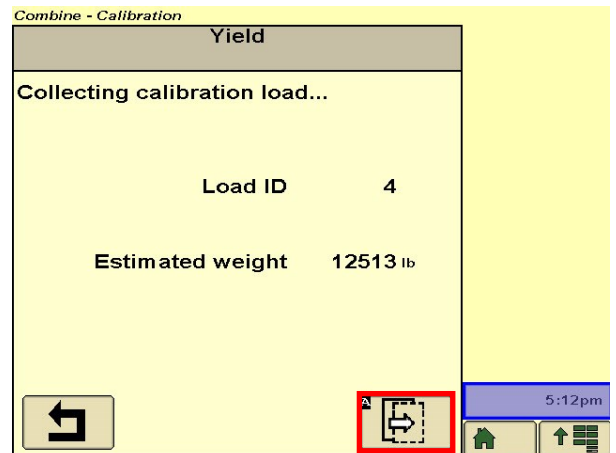 Combine - Calibration
Yield
Collecting calibration load...
Load ID 4
Estimated weight 12513 lb
A
5:12pm